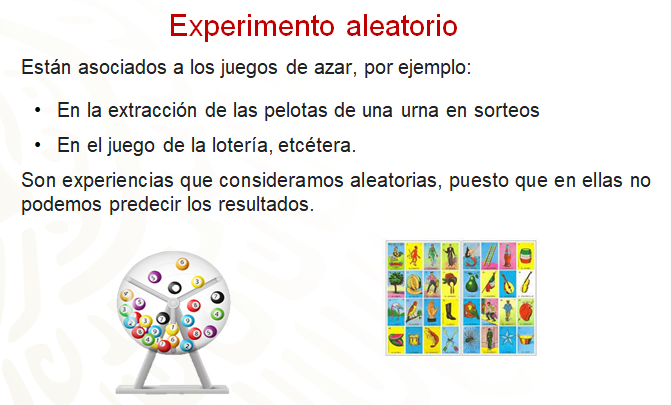 Experimento aleatorio
Están asociados a los juegos de azar, por ejemplo:
• En la extracción de las pelotas de una urna en sorteos
• En el juego de la lotería, etcétera.
Son experiencias que consideramos aleatorias, puesto que en ellas no
podemos predecir los resultados.